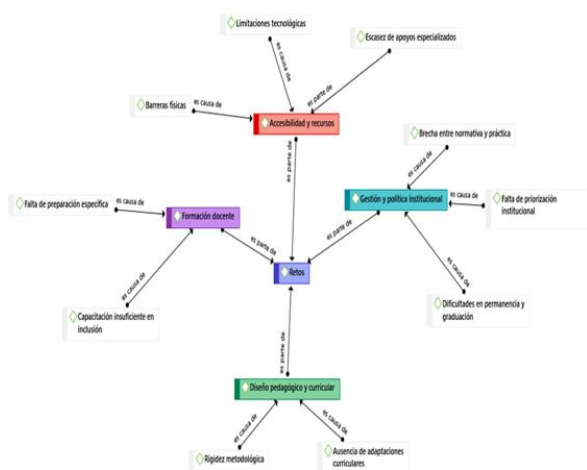 Limitaciones tecnológicas
Escasez de apoyos especializados
es causa de
es parte de
Barreras físicas
es causa de
Accesibilidad y recursos
Brecha entre normativa y práctica
es causa de
es parte de
Falta de preparación específica
es causa de
Formación docente
Gestión y política institucional
es causa de
Falta de priorización
institucional
es parte de
es parte de
Retos
es causa de
es causa de
Capacitación insuficiente en
inclusión
Dificultades en permanencia y
graduación
es parte de
Diseño pedagógico y curricular
es causa de
es causa de
Rigidez metodológica
Ausencia de adaptaciones
curriculares